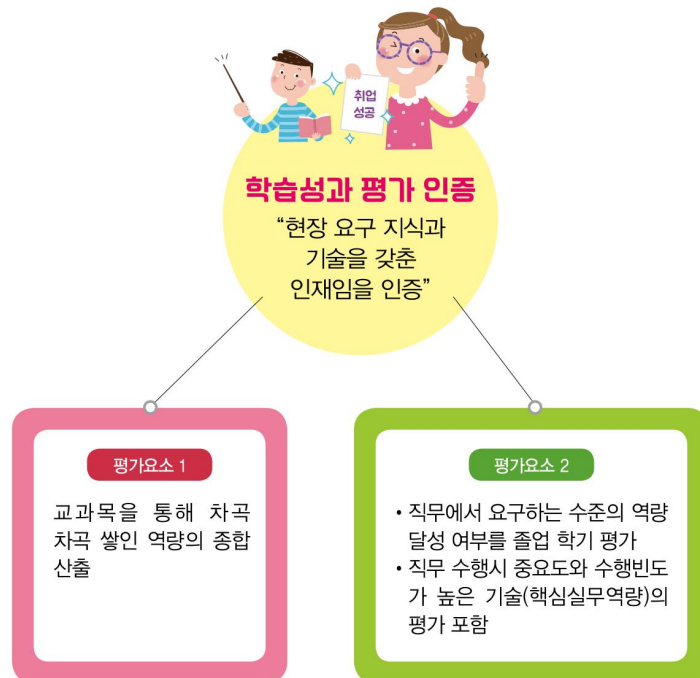 취업
성공
학습성과 평가 인증
“현장 요구 지식과
기술을 갖춘
인재임을 인증”
평가요소 1
교과목을 통해 차곡
차곡 쌓인 역량의 종합
산출
평가요소 2
• 직무에서 요구하는 수준의 역량
달성 여부를 졸업 학기 평가
• 직무 수행시 중요도와 수행빈도
가 높은 기술(핵심실무역량)의
평가 포함